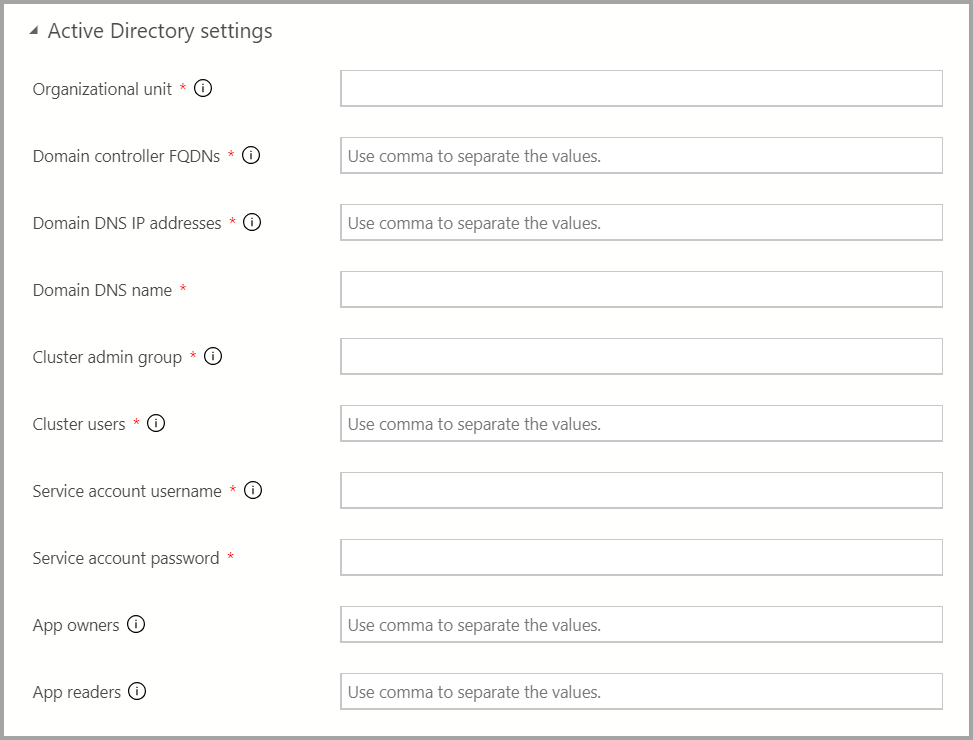 Active Directory settings
Organizational unit *
Domain controller FQDNs * Use comma to separate the values.
Domain DNS IP addresses * Use comma to separate the values.
Domain DNS name *
Cluster admin group *
Cluster users * Use comma to separate the values.
Service account username *
Service account password *
App owners Use comma to separate the values.
App readers Use comma to separate the values.